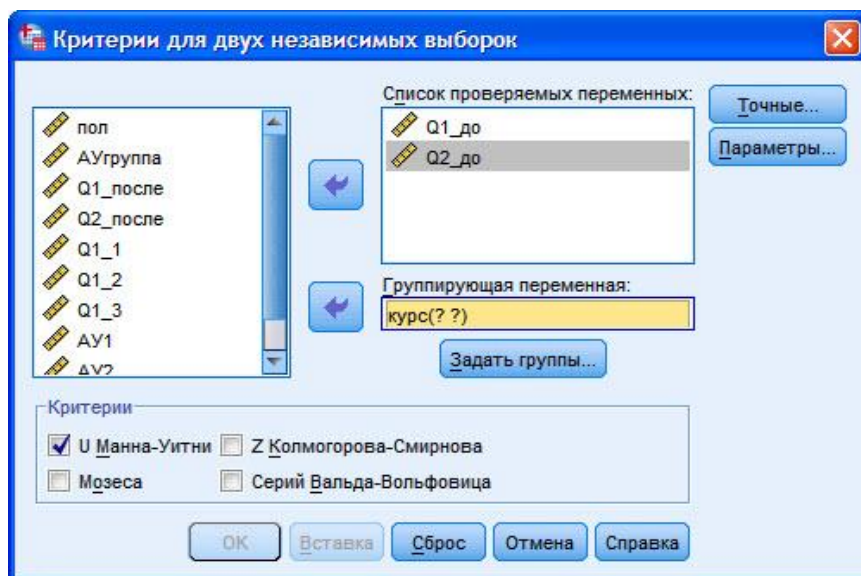 Критерии для двух независимых выборок
пол
АУгруппа
Q1_после
Q2_после
Q1_1
Q1_2
Q1_3
АУ1
АУ2
Список проверяемых переменных:
Q1_до
Q2_до
Группирующая переменная:
курс(? ?)
Задать группы...
Точные...
Параметры...
Критерии
U Манна-Уитни Z Колмогорова-Смирнова
Мозеса Серий Вальда-Вольфовица
ОК Вставка Сброс Отмена Справка